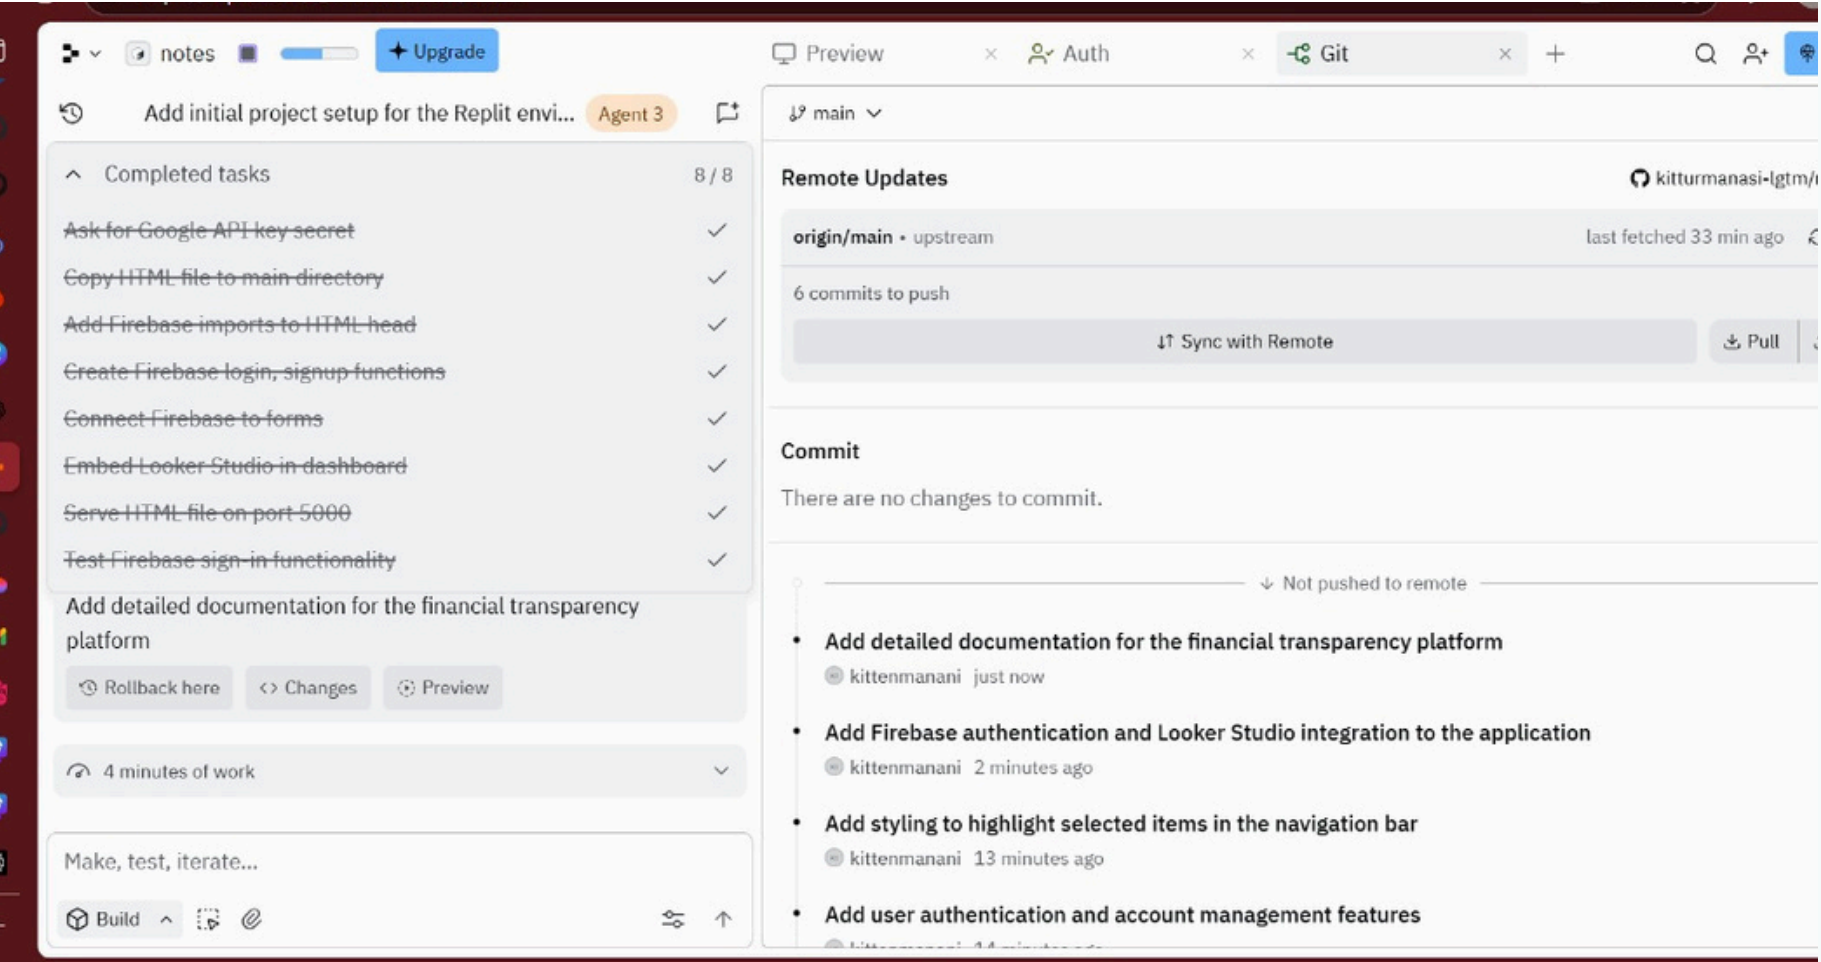 notes
Upgrade
Preview
Auth
Git
Add initial project setup for the Replit envi...
Agent 3
Completed tasks
8 / 8
Ask for Google API key secret
Copy HTML file to main directory
Add Firebase imports to HTML head
Create Firebase login, signup functions
Connect Firebase to forms
Embed Looker Studio in dashboard
Serve HTML file on port 5000
Test Firebase sign-in functionality
Add detailed documentation for the financial transparency
platform
Rollback here
Changes
Preview
4 minutes of work
Make, test, iterate...
Build
main
Remote Updates
kitturmanasi-lgtm/
origin/main • upstream
last fetched 33 min ago
6 commits to push
Sync with Remote
Pull
Commit
There are no changes to commit.
Not pushed to remote
Add detailed documentation for the financial transparency platform
kittenmanani just now
Add Firebase authentication and Looker Studio integration to the application
kittenmanani 2 minutes ago
Add styling to highlight selected items in the navigation bar
kittenmanani 13 minutes ago
Add user authentication and account management features
kittenmanani 14 minutes ago